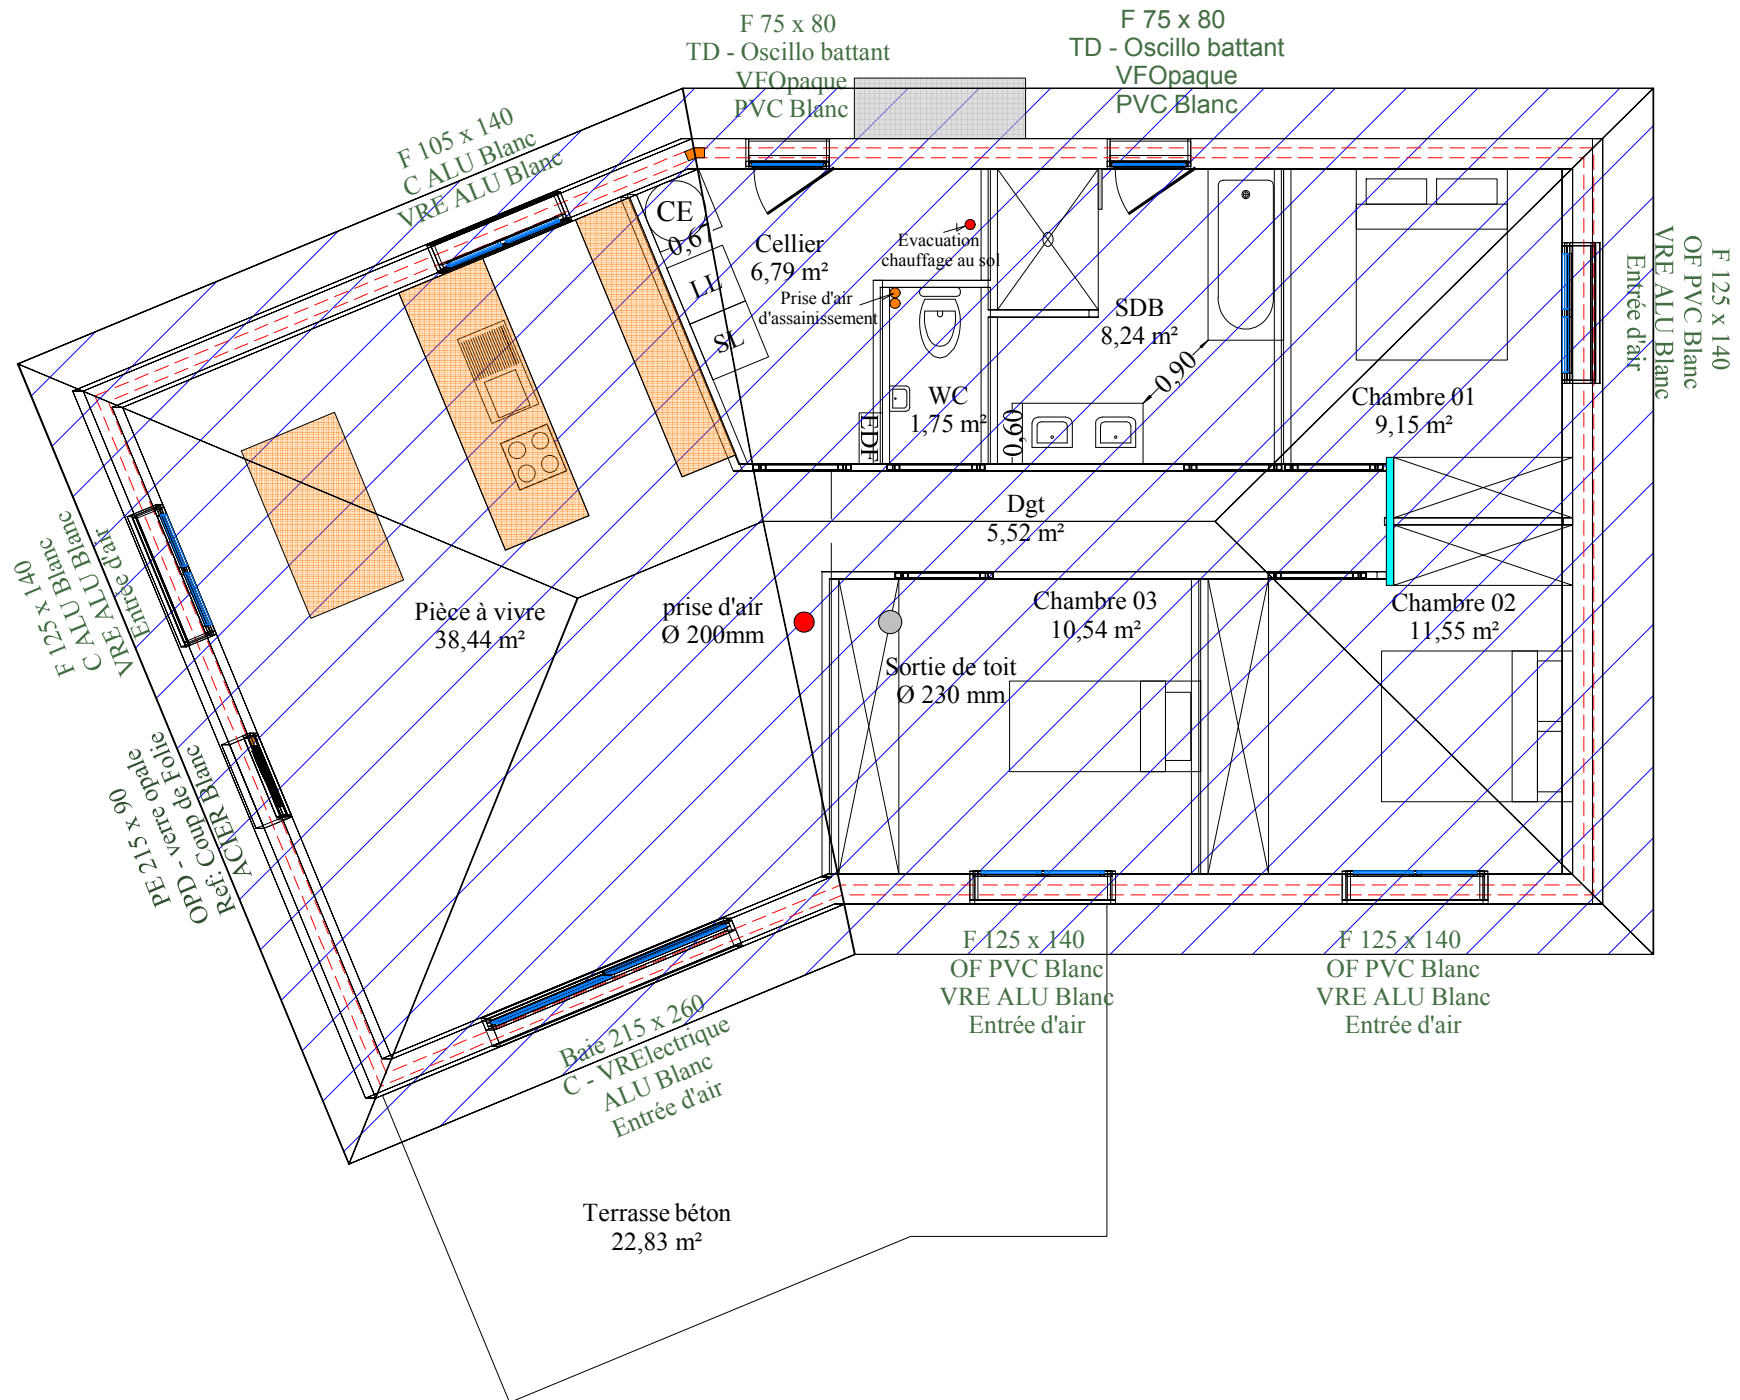 F 75 x 80
TD - Oscillo battant
VFOpaque
PVC Blanc
F 75 x 80
TD - Oscillo battant
VFOpaque
PVC Blanc
F 105 x 140
C ALU Blanc
VRE ALU Blanc
CE
0,67
LL
SL
Cellier
6,79 m²
Evacuation
chauffage au sol
Prise d'air
d'assainissement
WC
1,75 m²
EDF
SDB
8,24 m²
0,90
0,60
Chambre 01
9,15 m²
F 125 x 140
OF PVC Blanc
VRE ALU Blanc
Entrée d'air
Dgt
5,52 m²
F 125 x 140
C ALU Blanc
VRE ALU Blanc
Entrée d'air
Pièce à vivre
38,44 m²
prise d'air
Ø 200mm
Chambre 03
10,54 m²
Chambre 02
11,55 m²
Sortie de toit
Ø 230 mm
PE 215 x 90
OPD - verre opale
Ref: Coup de Folie
ACIER Blanc
Baie 215 x 260
C - VRElectrique
ALU Blanc
Entrée d'air
F 125 x 140
OF PVC Blanc
VRE ALU Blanc
Entrée d'air
F 125 x 140
OF PVC Blanc
VRE ALU Blanc
Entrée d'air
Terrasse béton
22,83 m²